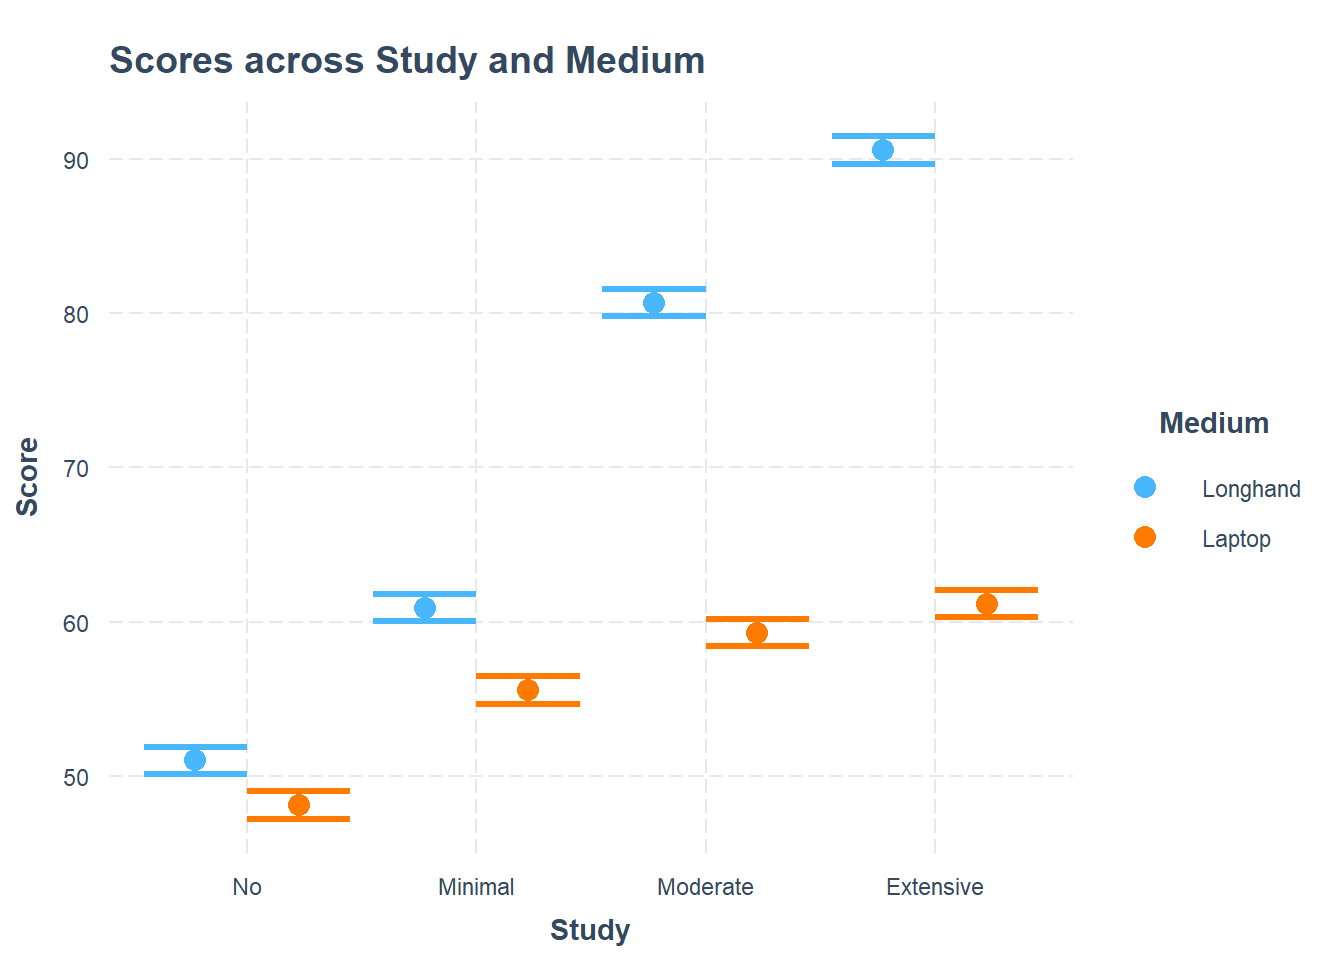 Scores across Study and Medium
90
80
70
60
50
Score
No
Minimal
Moderate
Extensive
Study
Medium
Longhand
Laptop